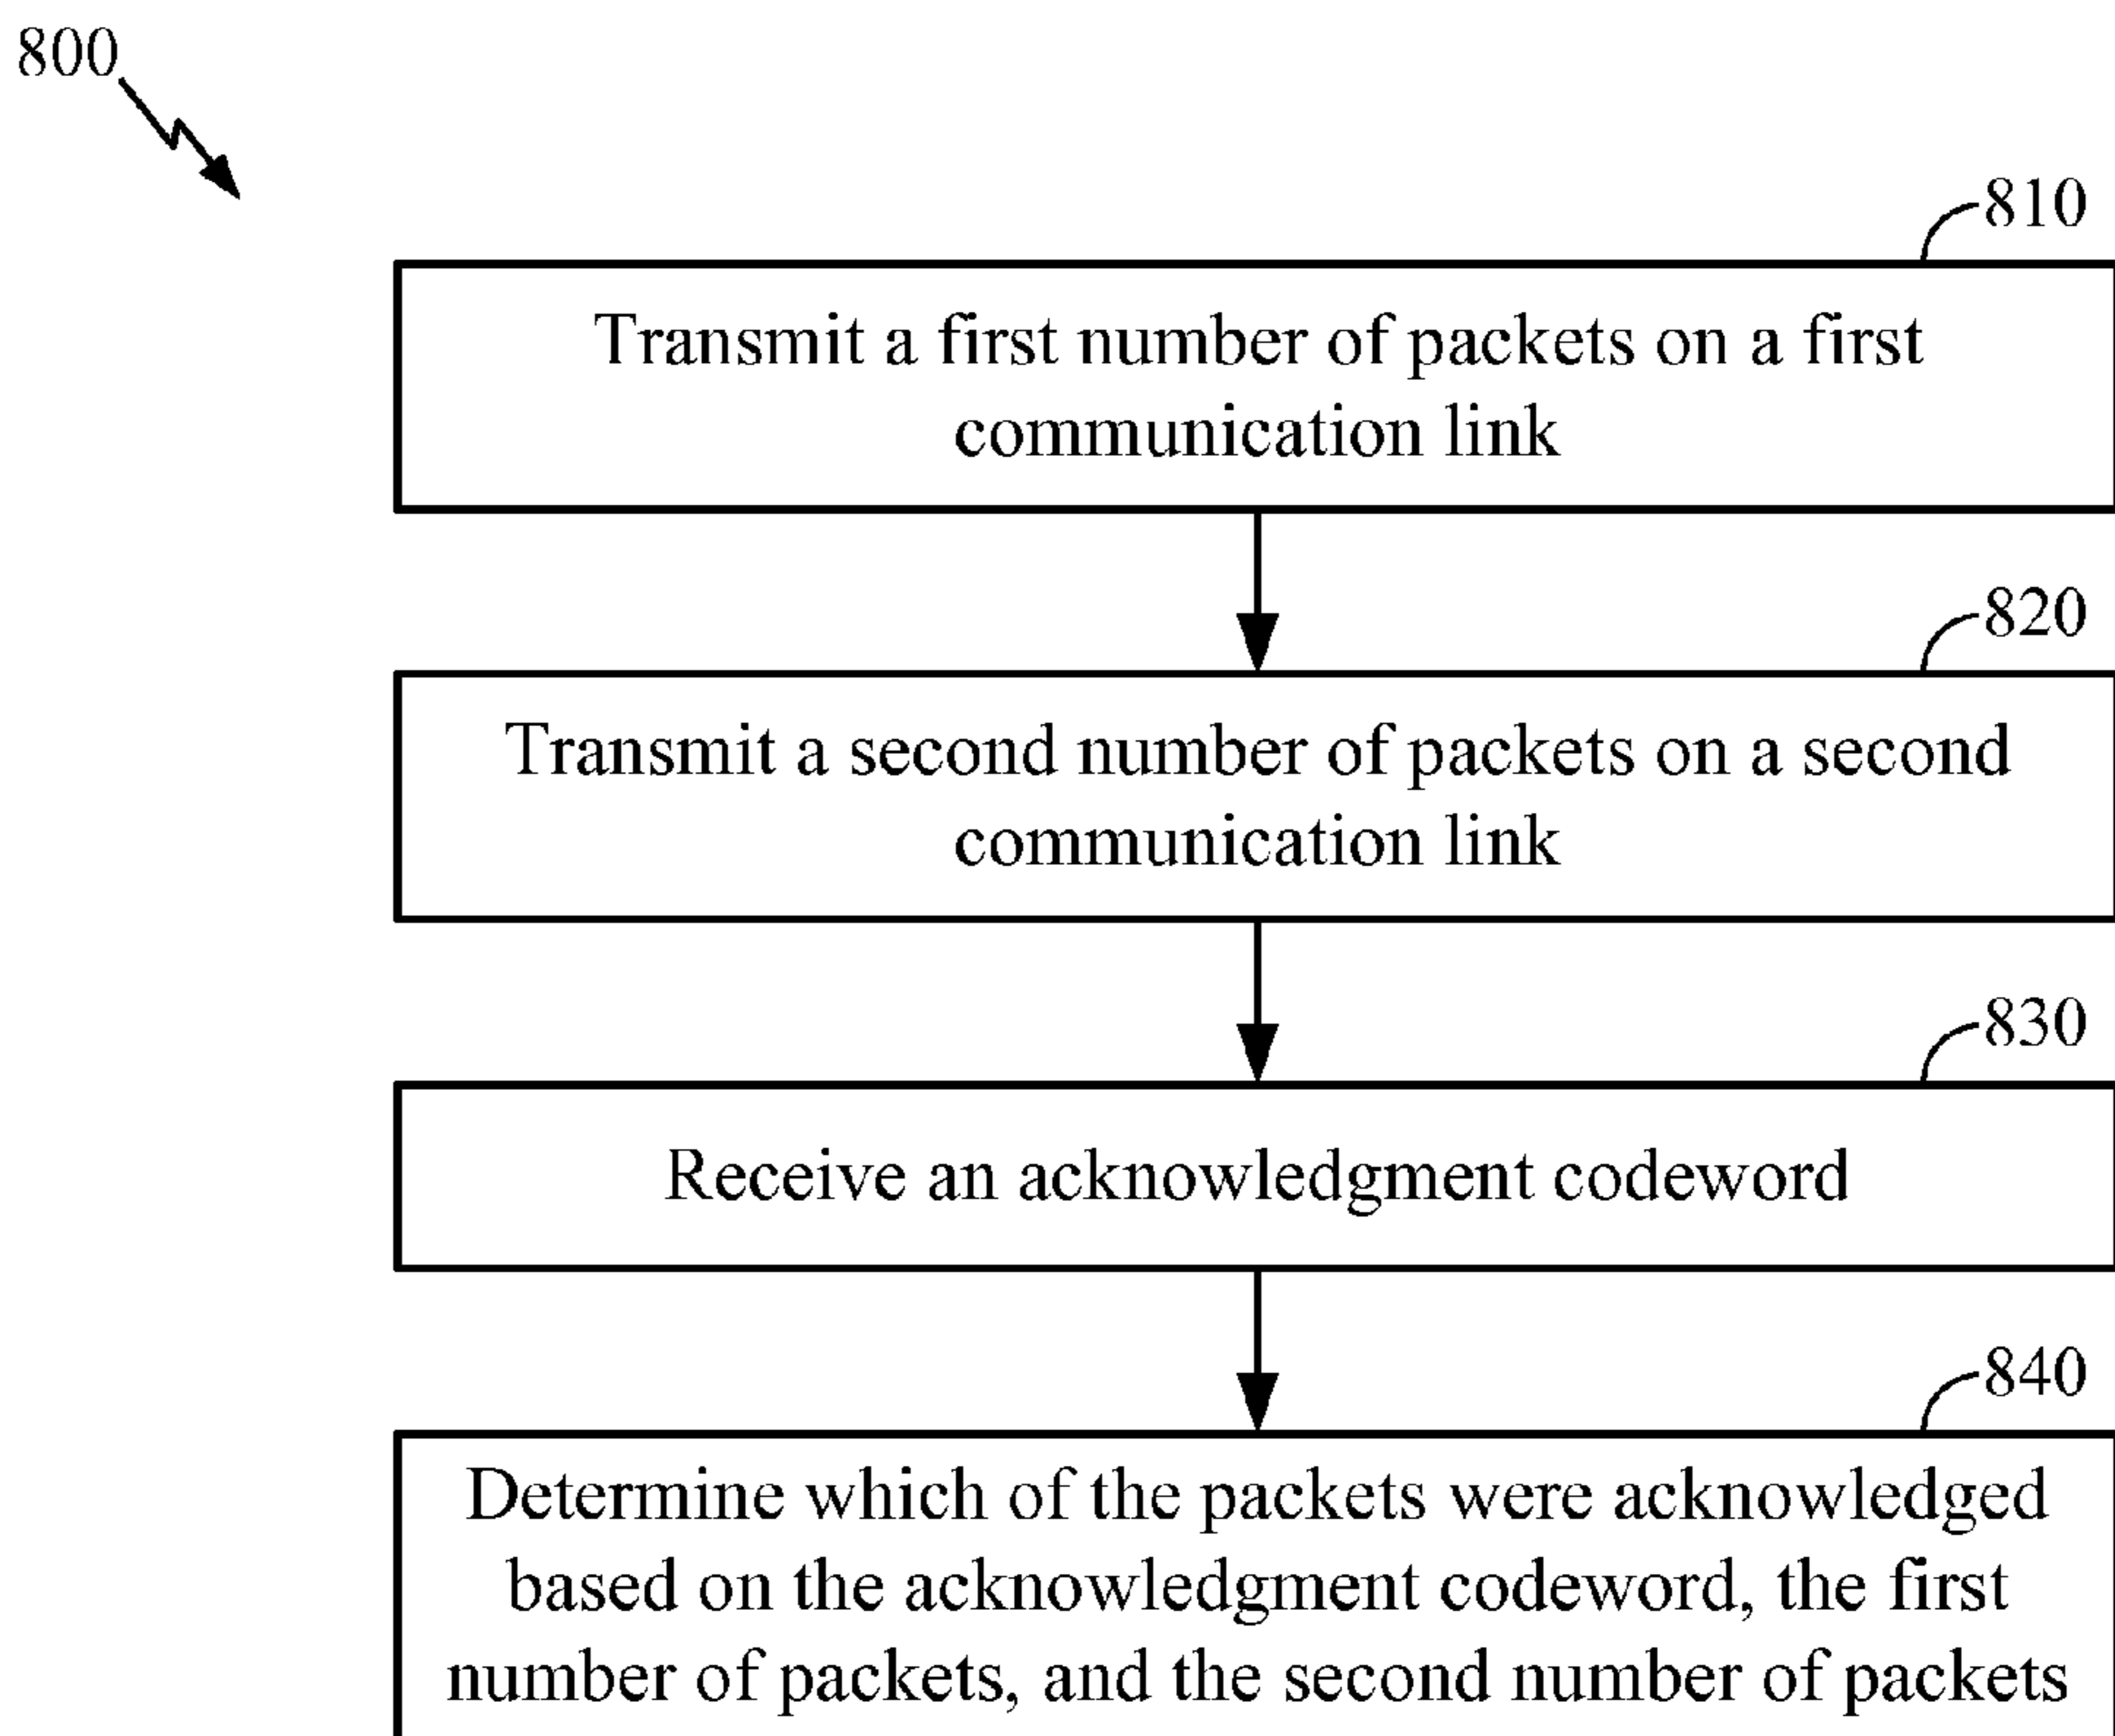 800
810
Transmit a first number of packets on a first
communication link
820
Transmit a second number of packets on a second
communication link
830
Receive an acknowledgment codeword
840
Determine which of the packets were acknowledged
based on the acknowledgment codeword, the first
number of packets, and the second number of packets